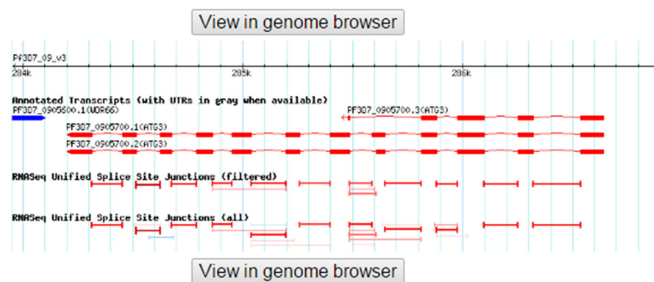 View in genome browser
Pf3D7_09_v3
284k 285k 286k
Annotated Transcripts (with UTRs in gray when available)
PF3D7_0905600.1(WDR66) PF3D7_0905700.3(ATG3)
PF3D7_0905700.1(ATG3)
PF3D7_0905700.2(ATG3)
RNASeq Unified Splice Site Junctions (filtered)
RNASeq Unified Splice Site Junctions (all)
View in genome browser